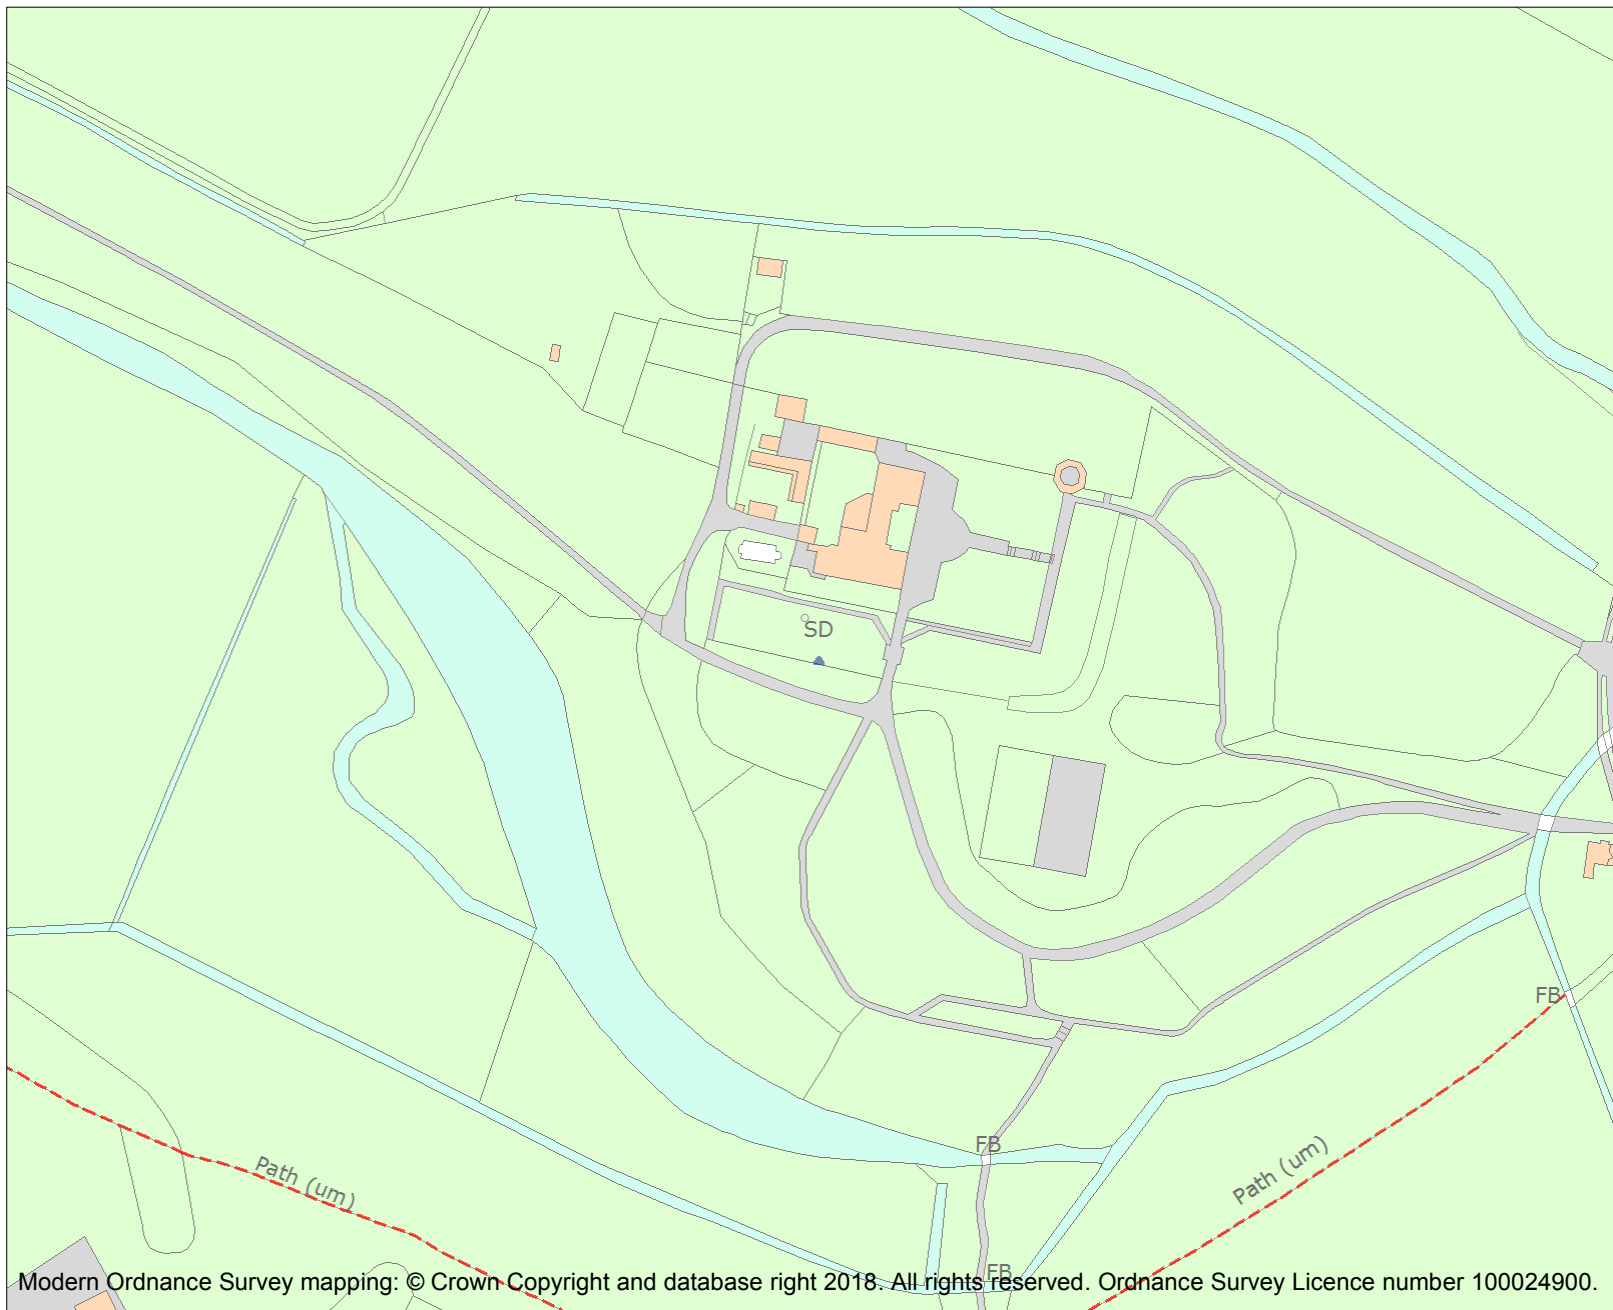 SD
FB
FB
Path (um)
Path (um)
FB
Modern Ordnance Survey mapping: © Crown Copyright and database right 2018. All rights reserved. Ordnance Survey Licence number 100024900.